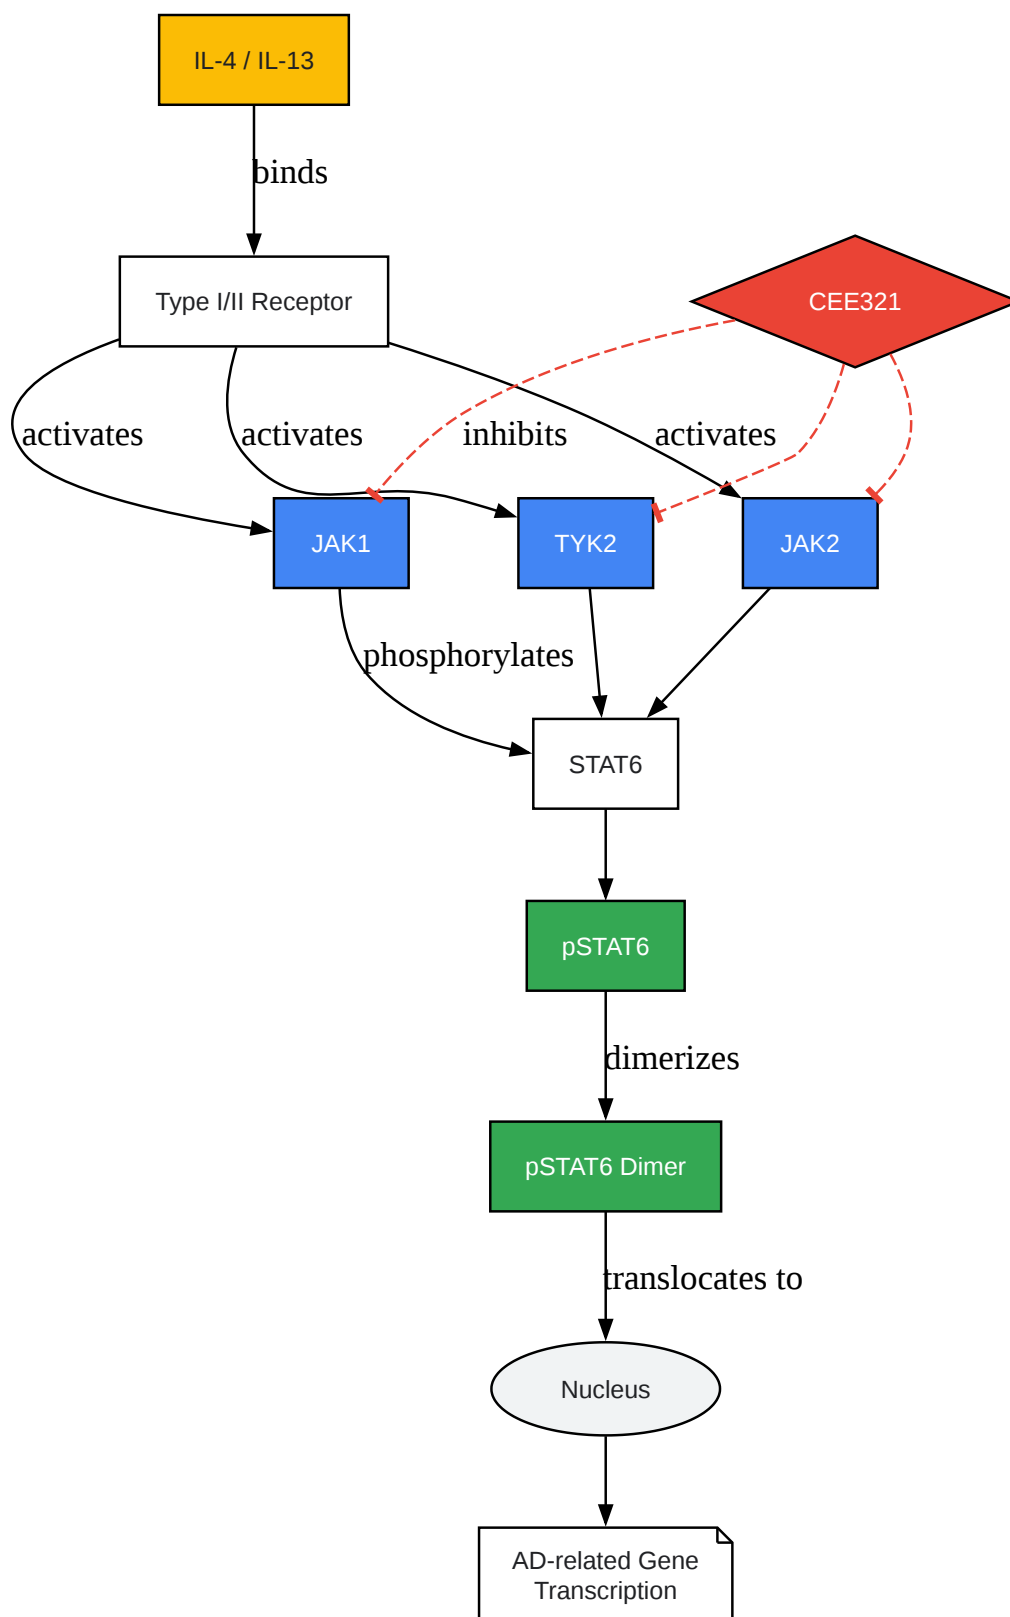 IL-4 / IL-13
binds
Type I/II Receptor
CEE321
activates
activates
inhibits
activates
JAK1
TYK2
JAK2
phosphorylates
STAT6
pSTAT6
dimerizes
pSTAT6 Dimer
translocates to
Nucleus
AD-related Gene
Transcription